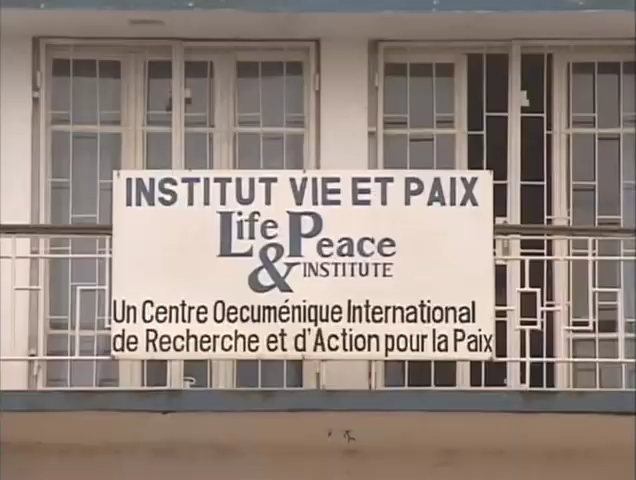 INSTITUT VIE ET PAIX
Life
& Peace
INSTITUTE
Un Centre Oecuménique International
de Recherche et d'Action pour la Paix